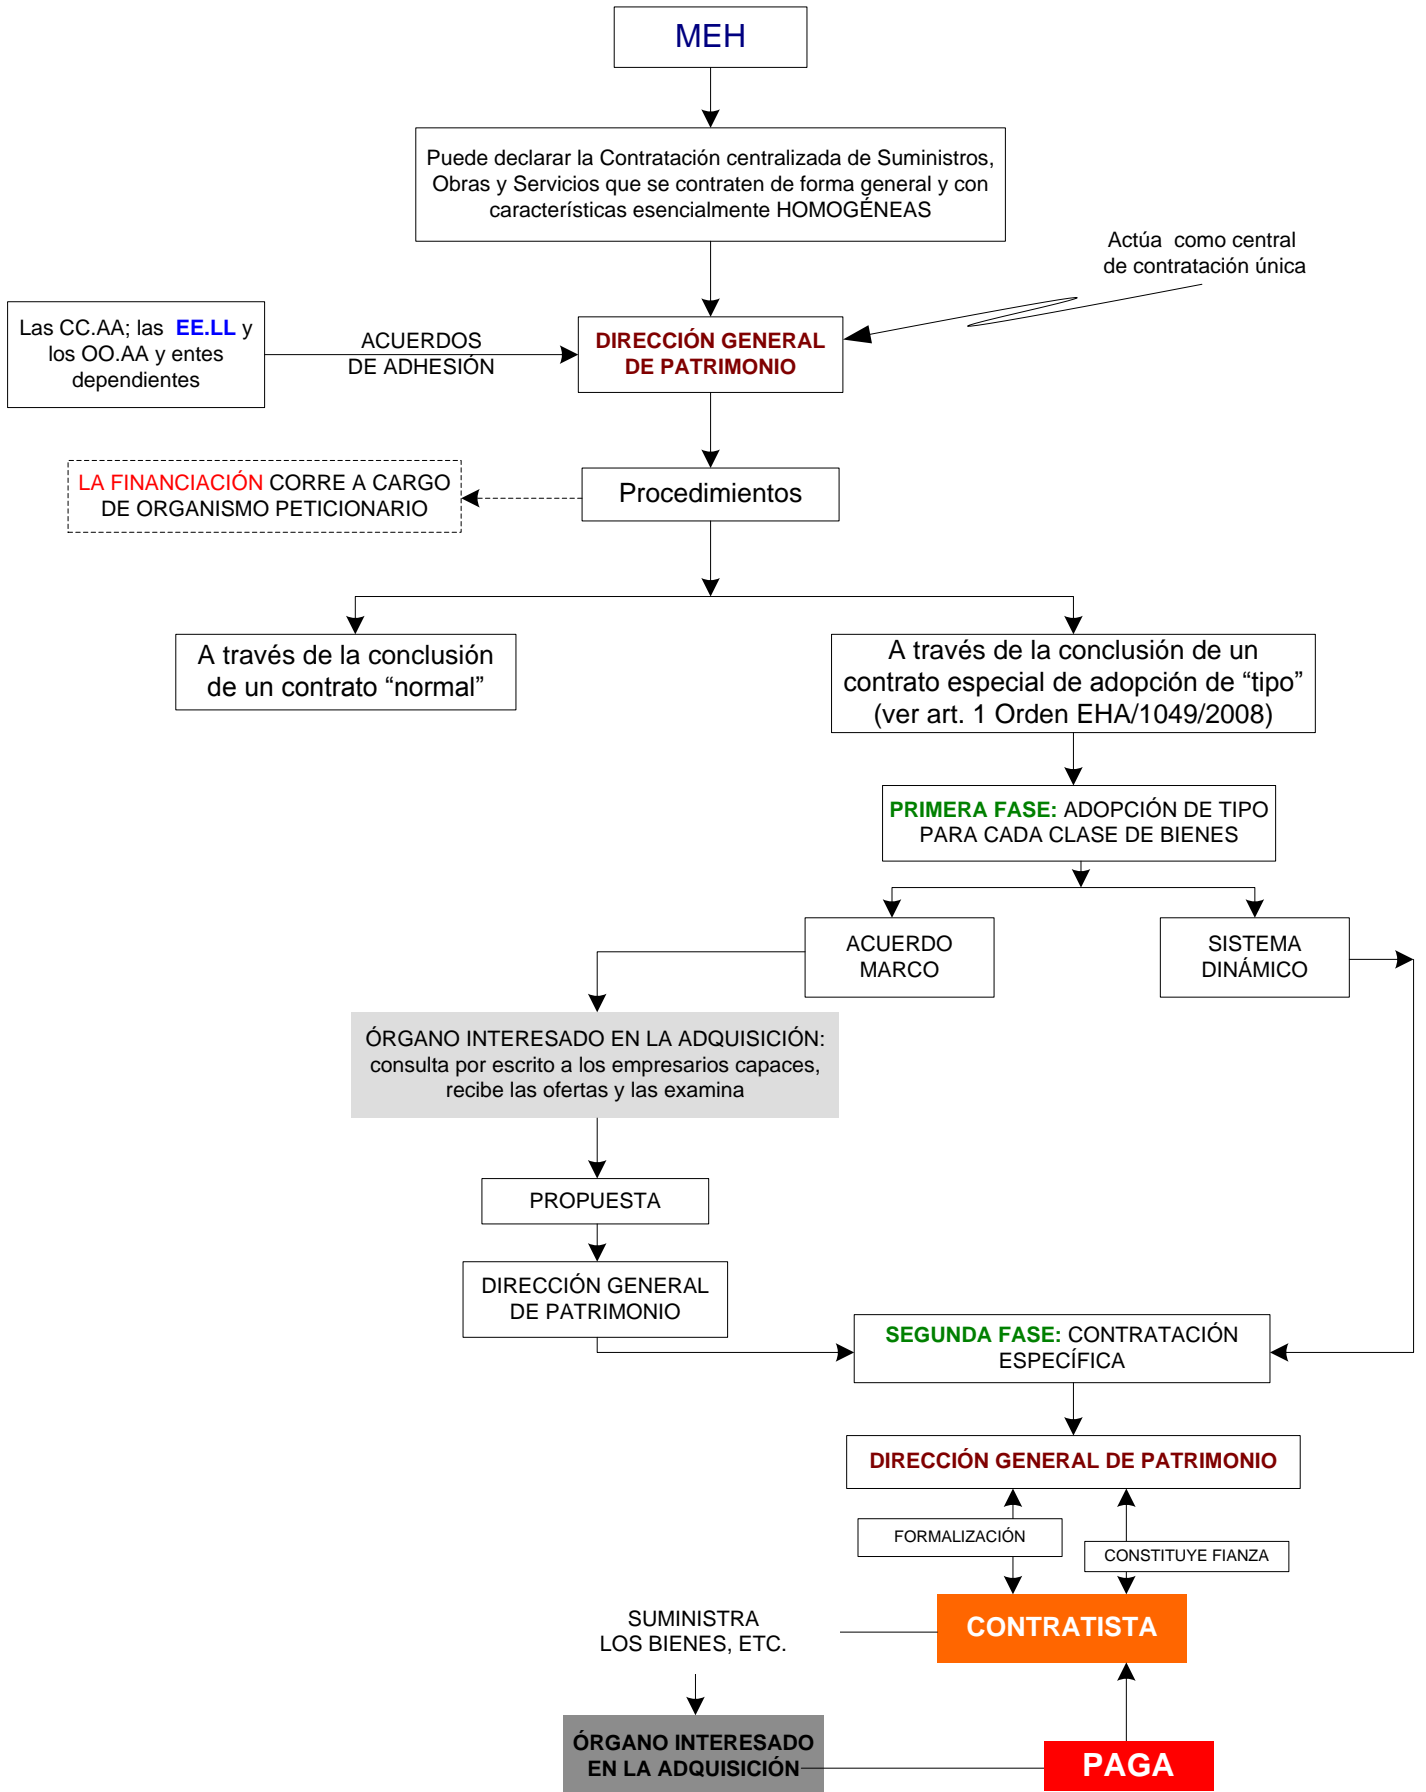 MEH
Puede declarar la Contratación centralizada de Suministros,
Obras y Servicios que se contraten de forma general y con
características esencialmente HOMOGÉNEAS
Actúa como central
de contratación única
Las CC.AA; las EE.LL y
los OO.AA y entes
dependientes
ACUERDOS
DE ADHESIÓN
DIRECCIÓN GENERAL
DE PATRIMONIO
LA FINANCIACIÓN CORRE A CARGO
DE ORGANISMO PETICIONARIO
Procedimientos
A través de la conclusión
de un contrato “normal”
A través de la conclusión de un
contrato especial de adopción de “tipo”
(ver art. 1 Orden EHA/1049/2008)
PRIMERA FASE: ADOPCIÓN DE TIPO
PARA CADA CLASE DE BIENES
ACUERDO
MARCO
SISTEMA
DINÁMICO
ÓRGANO INTERESADO EN LA ADQUISICIÓN:
consulta por escrito a los empresarios capaces,
recibe las ofertas y las examina
PROPUESTA
DIRECCIÓN GENERAL
DE PATRIMONIO
SEGUNDA FASE: CONTRATACIÓN
ESPECÍFICA
DIRECCIÓN GENERAL DE PATRIMONIO
FORMALIZACIÓN
CONSTITUYE FIANZA
CONTRATISTA
SUMINISTRA
LOS BIENES, ETC.
ÓRGANO INTERESADO
EN LA ADQUISICIÓN
PAGA